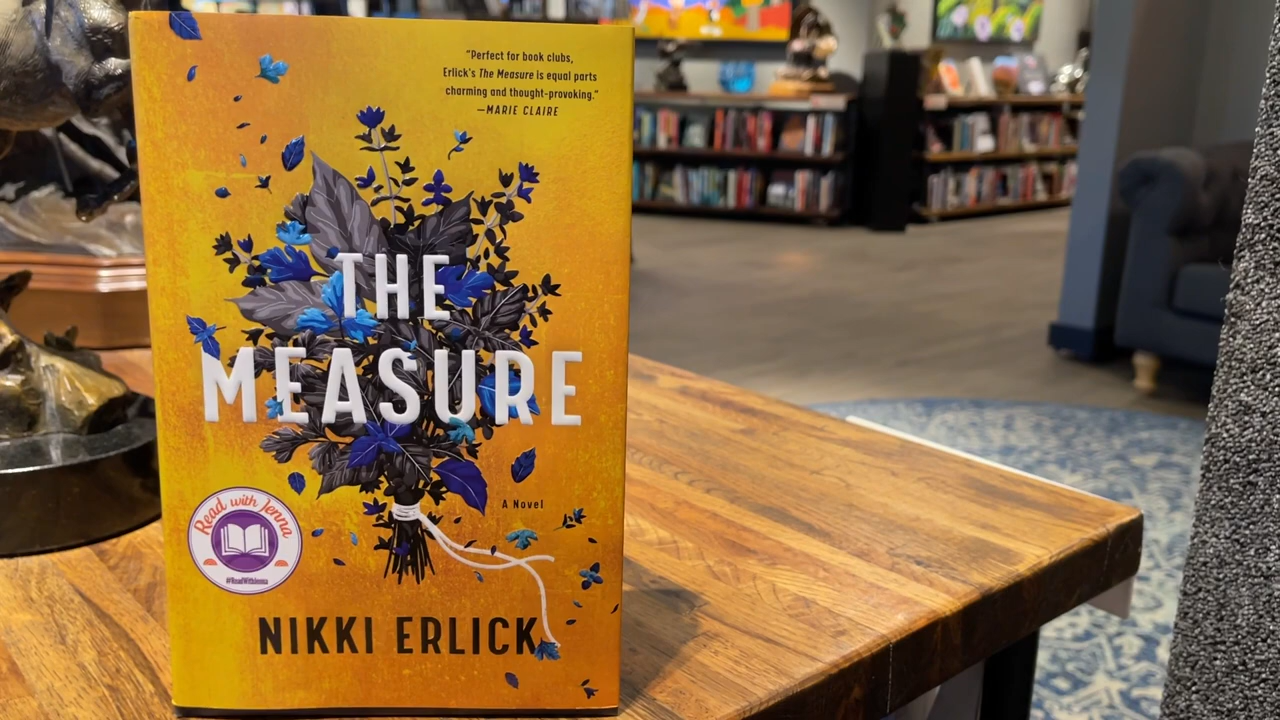 "Perfect for book clubs,
Erlick's The Measure is equal parts
charming and thought-provoking."
—MARIE CLAIRE
THE
MEASURE
A Novel
Read with Jenna
#ReadWithJenna
NIKKI ERLICK